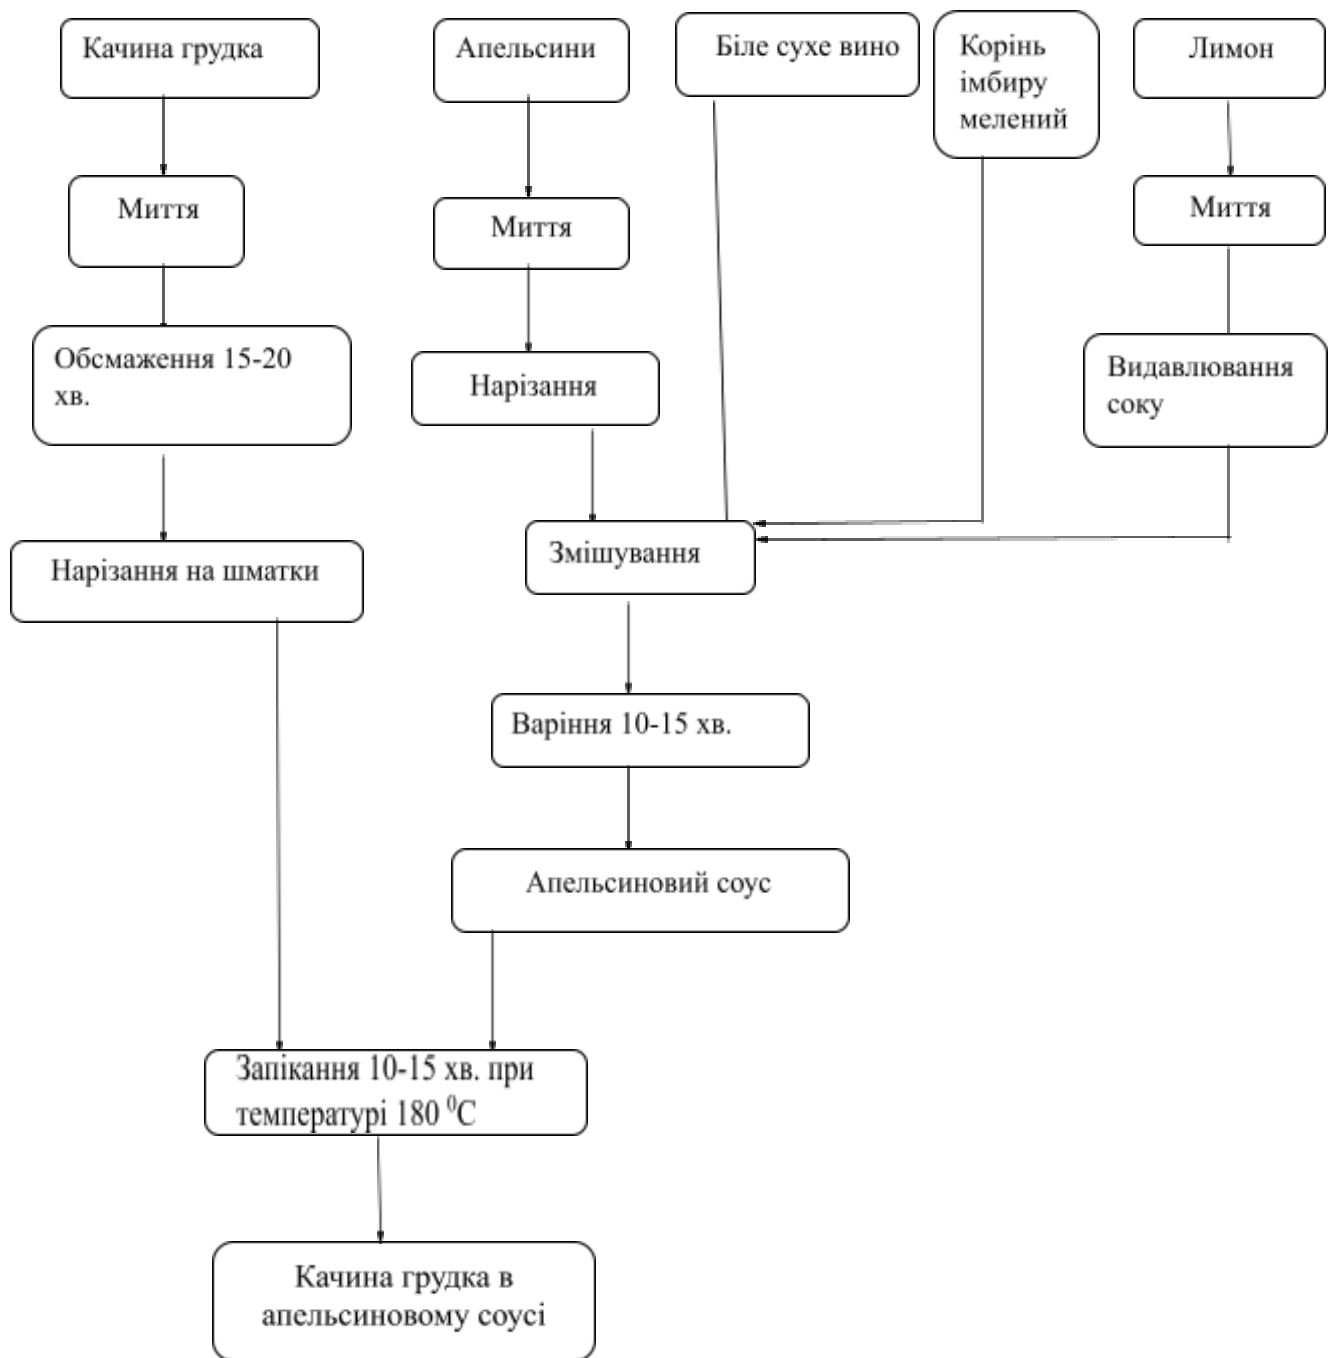 Качина грудка
Апельсини
Біле сухе вино
Корінь
імбиру
мелений
Лимон
Миття
Миття
Миття
Обсмаження 15-20
хв.
Нарізання
Видавлювання
соку
Нарізання на шматки
Змішування
Варіння 10-15 хв.
Апельсиновий соус
Запікання 10-15 хв. при
температурі 180 ⁰С
Качина грудка в
апельсиновому соусі